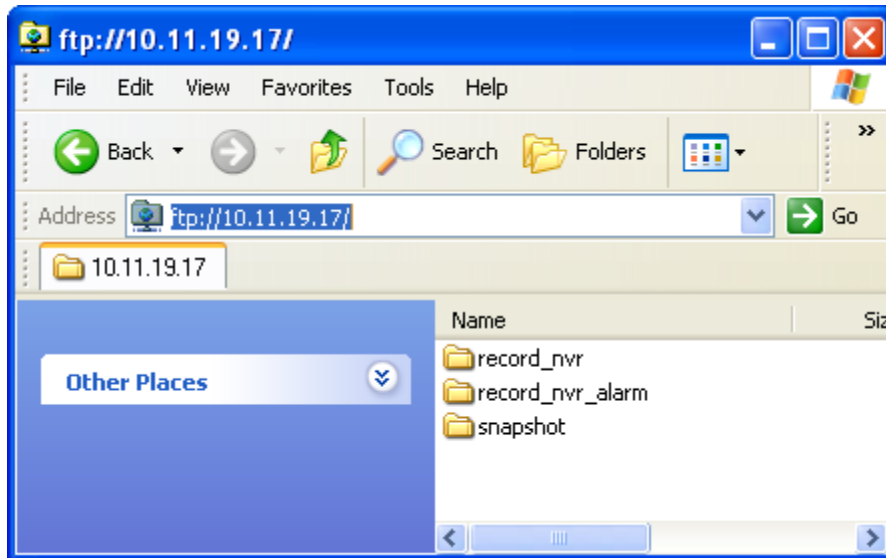 ftp://10.11.19.17/
File Edit View Favorites Tools Help
Back Search Folders »
Address ftp://10.11.19.17/ Go
10.11.19.17
Name Siz
Other Places
record_nvr
record_nvr_alarm
snapshot